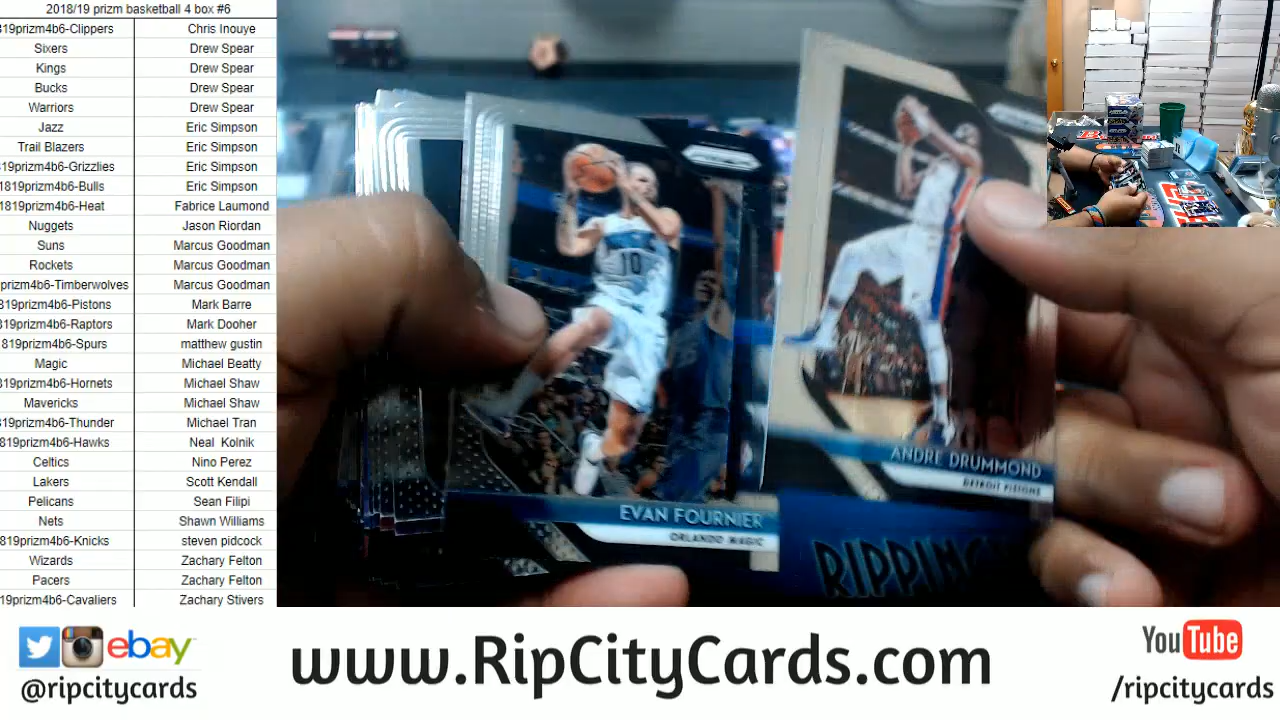 2018/19 prizm basketball 4 box #6
819prizm4b6-Clippers Chris Inouye
Sixers Drew Spear
Kings Drew Spear
Bucks Drew Spear
Warriors Drew Spear
Jazz Eric Simpson
Trail Blazers Eric Simpson
819prizm4b6-Grizzlies Eric Simpson
1819prizm4b6-Bulls Eric Simpson
1819prizm4b6-Heat Fabrice Laumond
Nuggets Jason Riordan
Suns Marcus Goodman
Rockets Marcus Goodman
prizm4b6-Timberwolves Marcus Goodman
819prizm4b6-Pistons Mark Barre
819prizm4b6-Raptors Mark Dooher
819prizm4b6-Spurs matthew gustin
Magic Michael Beatty
819prizm4b6-Hornets Michael Shaw
Mavericks Michael Shaw
819prizm4b6-Thunder Michael Tran
819prizm4b6-Hawks Neal Kolnik
Celtics Nino Perez
Lakers Scott Kendall
Pelicans Sean Filipi
Nets Shawn Williams
819prizm4b6-Knicks steven pidcock
Wizards Zachary Felton
Pacers Zachary Felton
19prizm4b6-Cavaliers Zachary Stivers
10
EVAN FOURNIER
ORLANDO MAGIC
ANDRE DRUMMOND
DETROIT PISTONS
ebay
@ripcitycards
www.RipCityCards.com
YouTube
/ripcitycards